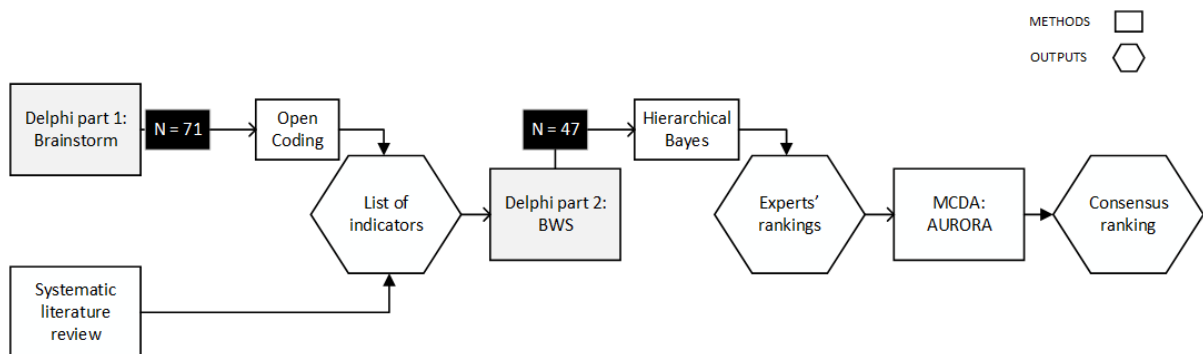 METHODS
OUTPUTS
Delphi part 1:
Brainstorm
N = 71
Open
Coding
List of
indicators
Systematic
literature
review
Delphi part 2:
BWS
N = 47
Hierarchical
Bayes
Experts’
rankings
MCDA:
AURORA
Consensus
ranking